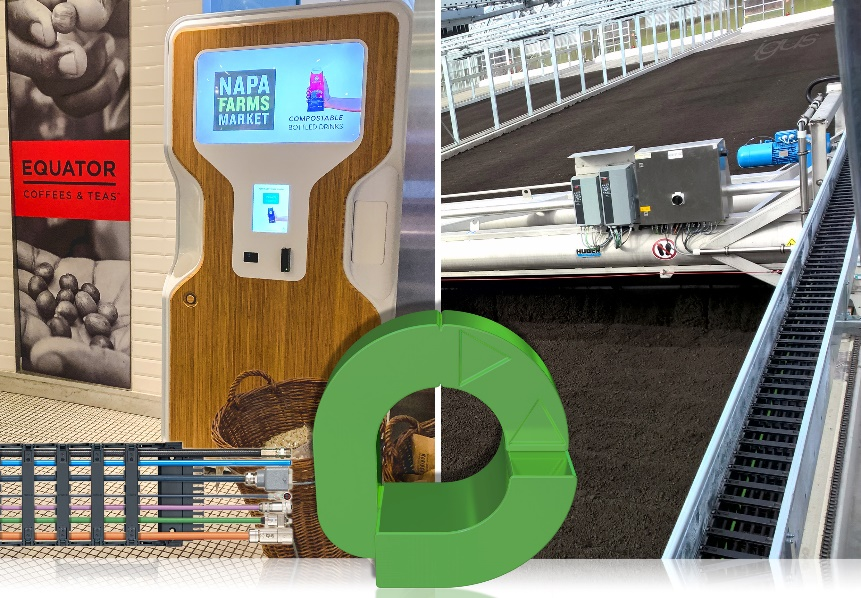 EQUATOR
COFFEES & TEAS
NAPA
FARMS
MARKET
COMPOSTABLE
BOTTLED DRINKS
igus
HUBER